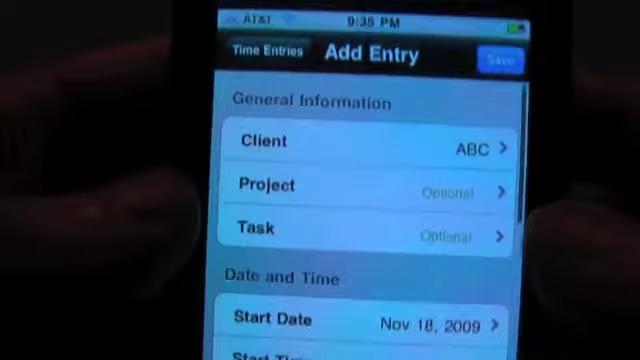 AT&T 9:35 PM
Time Entries Add Entry Save
General Information
Client ABC
Project Optional
Task Optional
Date and Time
Start Date Nov 18, 2009
Start